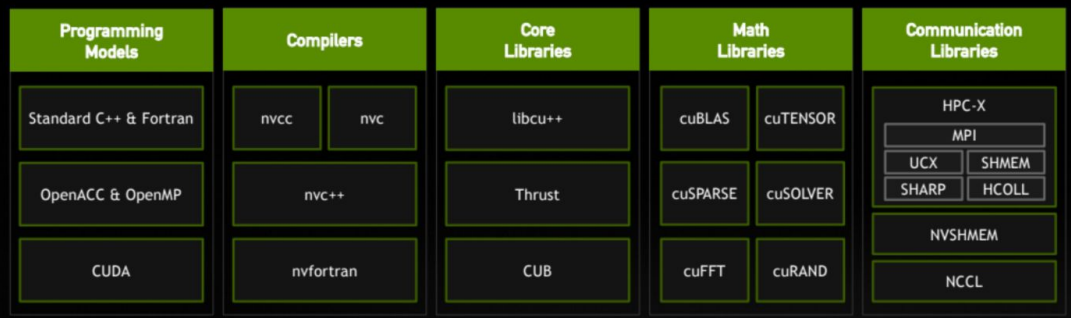 Programming
Models
Standard C++ & Fortran
OpenACC & OpenMP
CUDA
Compilers
nvcc
nvc
nvc++
nvfortran
Core
Libraries
libcu++
Thrust
CUB
Math
Libraries
cuBLAS
cuTENSOR
cuSPARSE
cuSOLVER
cuFFT
cuRAND
Communication
Libraries
HPC-X
MPI
UCX
SHMEM
SHARP
HCOLL
NVSHMEM
NCCL